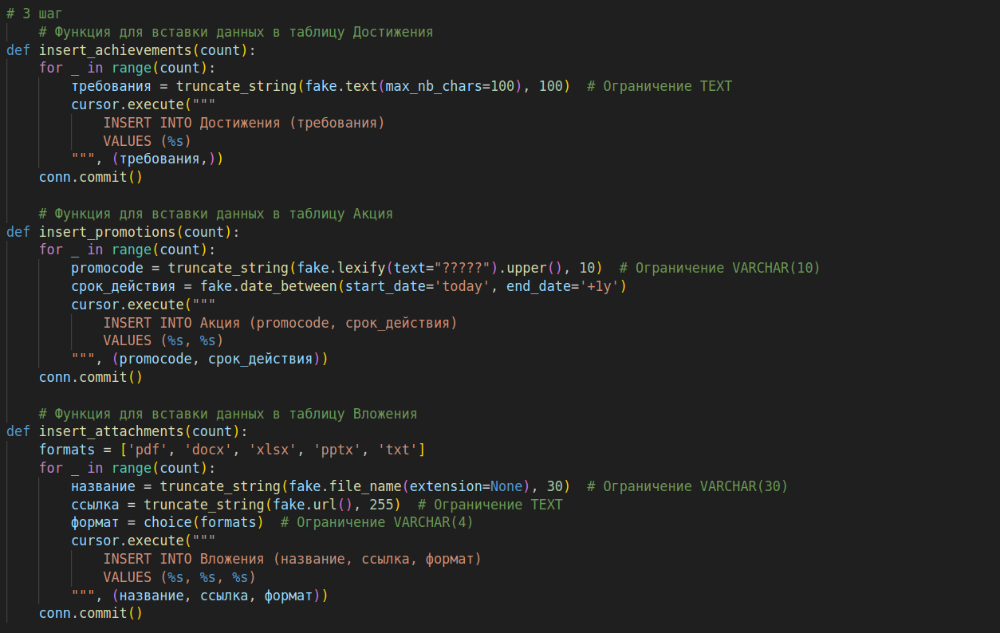 # 3 шаг
    # Функция для вставки данных в таблицу Достижения
def insert_achievements(count):
    for _ in range(count):
        требования = truncate_string(fake.text(max_nb_chars=100), 100)  # Ограничение TEXT
        cursor.execute("""
            INSERT INTO Достижения (требования)
            VALUES (%s)
        """, (требования,))
    conn.commit()

    # Функция для вставки данных в таблицу Акция
def insert_promotions(count):
    for _ in range(count):
        promocode = truncate_string(fake.lexify(text="?????").upper(), 10)  # Ограничение VARCHAR(10)
        срок_действия = fake.date_between(start_date='today', end_date='+1y')
        cursor.execute("""
            INSERT INTO Акция (promocode, срок_действия)
            VALUES (%s, %s)
        """, (promocode, срок_действия))
    conn.commit()

    # Функция для вставки данных в таблицу Вложения
def insert_attachments(count):
    formats = ['pdf', 'docx', 'xlsx', 'pptx', 'txt']
    for _ in range(count):
        название = truncate_string(fake.file_name(extension=None), 30)  # Ограничение VARCHAR(30)
        ссылка = truncate_string(fake.url(), 255)  # Ограничение TEXT
        формат = choice(formats)  # Ограничение VARCHAR(4)
        cursor.execute("""
            INSERT INTO Вложения (название, ссылка, формат)
            VALUES (%s, %s, %s)
        """, (название, ссылка, формат))
    conn.commit()